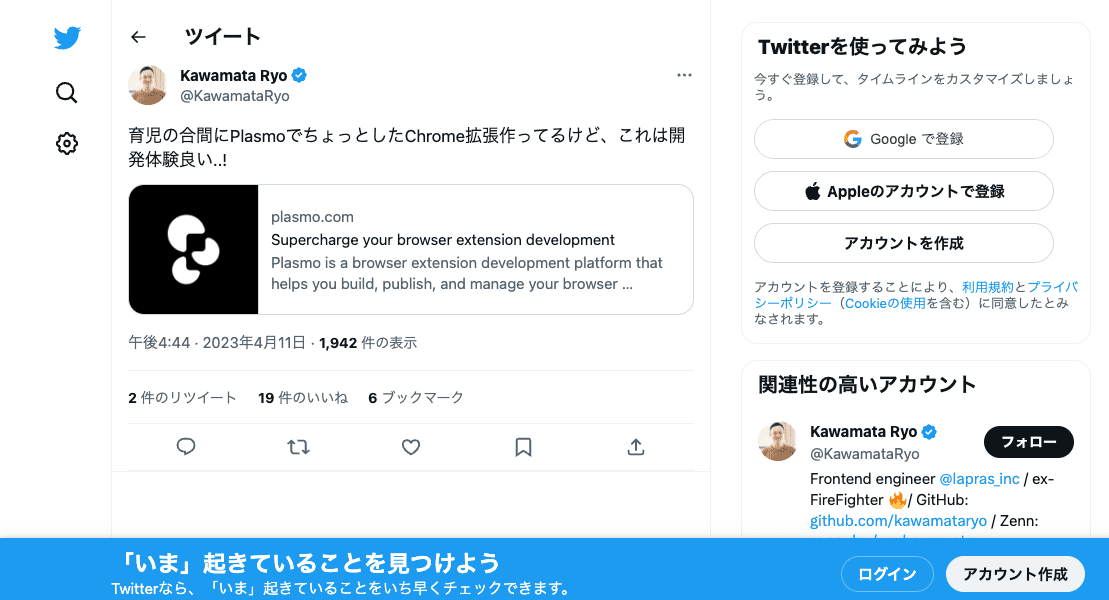 ツイート
Kawamata Ryo
@KawamataRyo
育児の合間にPlasmoでちょっとしたChrome拡張作ってるけど、これは開
発体験良い..!
plasmo.com
Supercharge your browser extension development
Plasmo is a browser extension development platform that
helps you build, publish, and manage your browser ...
午後4:44 · 2023年4月11日 · 1,942 件の表示
2 件のリツイート 19 件のいいね 6 ブックマーク
Twitterを使ってみよう
今すぐ登録して、タイムラインをカスタマイズしましょ
う。
Google で登録
Appleのアカウントで登録
アカウントを作成
アカウントを登録することにより、利用規約とプライバ
シーポリシー（Cookieの使用を含む）に同意したとみ
なされます。
関連性の高いアカウント
Kawamata Ryo
@KawamataRyo
フォロー
Frontend engineer @lapras_inc / ex-
FireFighter 🔥/ GitHub:
github.com/kawamataryo / Zenn:
「いま」起きていることを見つけよう
Twitterなら、「いま」起きていることをいち早くチェックできます。
ログイン
アカウント作成